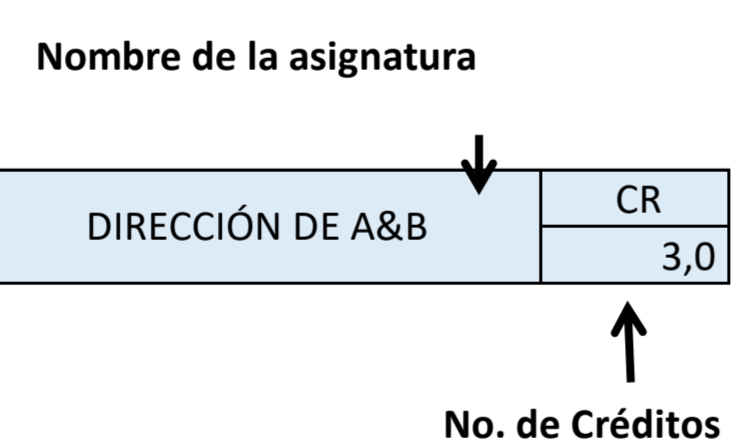 Nombre de la asignatura
DIRECCIÓN DE A&B
CR
3,0
No. de Créditos